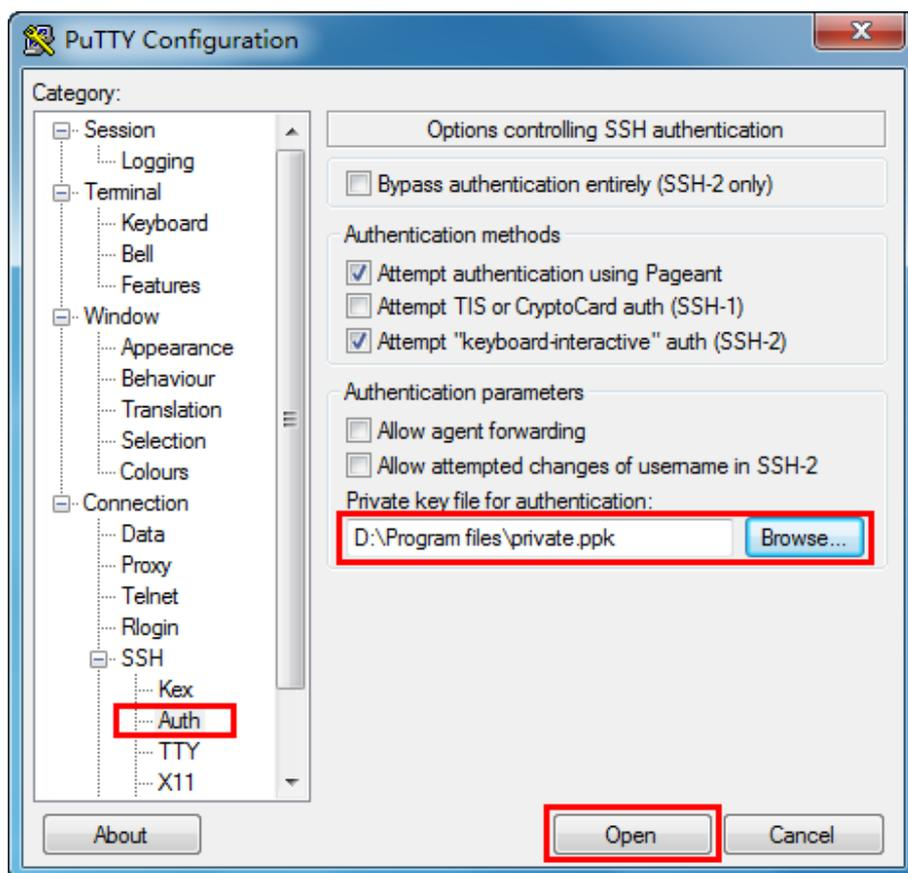 PuTTY Configuration
Category:
Session
Logging
Terminal
Keyboard
Bell
Features
Window
Appearance
Behaviour
Translation
Selection
Colours
Connection
Data
Proxy
Telnet
Rlogin
SSH
Kex
Auth
TTY
X11
Options controlling SSH authentication
Bypass authentication entirely (SSH-2 only)
Authentication methods
Attempt authentication using Pageant
Attempt TIS or CryptoCard auth (SSH-1)
Attempt "keyboard-interactive" auth (SSH-2)
Authentication parameters
Allow agent forwarding
Allow attempted changes of username in SSH-2
Private key file for authentication:
D:\Program files\private.ppk Browse...
About Open Cancel